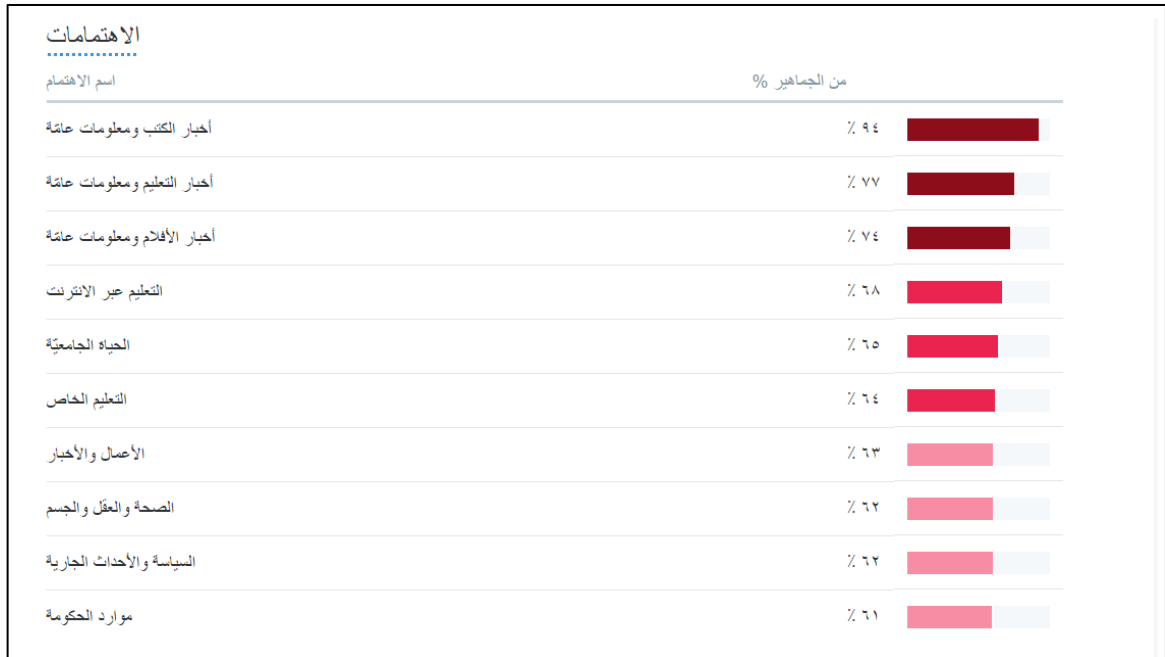 الاهتمامات
اسم الاهتمام من الجماهير %
أخبار الكتب ومعلومات عامّة ٩٤ ٪
أخبار التعليم ومعلومات عامّة ٧٧ ٪
أخبار الأفلام ومعلومات عامّة ٧٤ ٪
التعليم عبر الانترنت ٦٨ ٪
الحياة الجامعيّة ٦٥ ٪
التعليم الخاص ٦٤ ٪
الأعمال والأخبار ٦٣ ٪
الصحة والعقل والجسم ٦٢ ٪
السياسة والأحداث الجارية ٦٢ ٪
موارد الحكومة ٦١ ٪